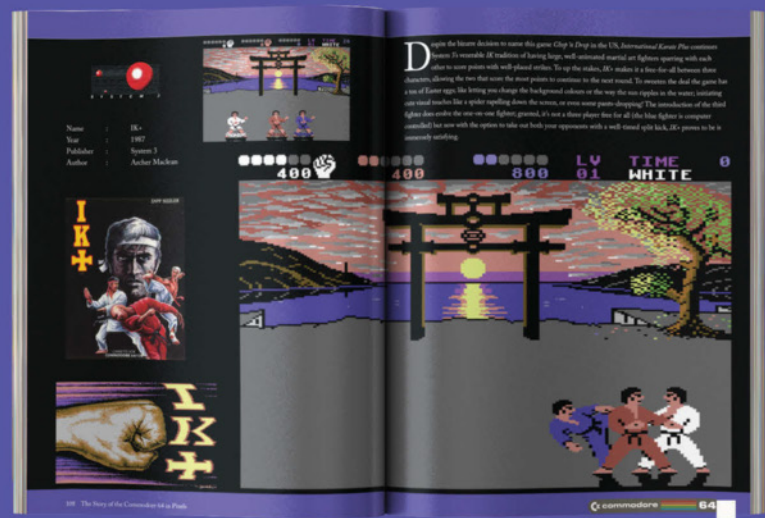 SYSTEM 3
Name : IK+
Year : 1987
Publisher : System 3
Author : Archer Maclean
LV TIME
WHITE
IK+
IK+
108 The Story of the Commodore 64 in Pixels
Despite the bizarre decision to name this game Chop 'n Drop in the US, International Karate Plus continues
System 3's venerable IK tradition of having large, well-animated martial art fighters sparring with each
other to score points with well-placed strikes. To up the stakes, IK+ makes it a free-for-all between three
characters, allowing the two that score the most points to continue to the next round. To sweeten the deal the game has
a ton of Easter eggs: like letting you change the background colours or the way the sun ripples in the water; initiating
cute visual touches like a spider rapelling down the screen, or even some pants-dropping! The introduction of the third
fighter does evolve the one-on-one fighter; granted, it's not a three player free for all (the blue fighter is computer
controlled) but now with the option to take out both your opponents with a well-timed split kick, IK+ proves to be is
immensely satisfying.
LV TIME 0
400 400 800 01 WHITE
commodore 64